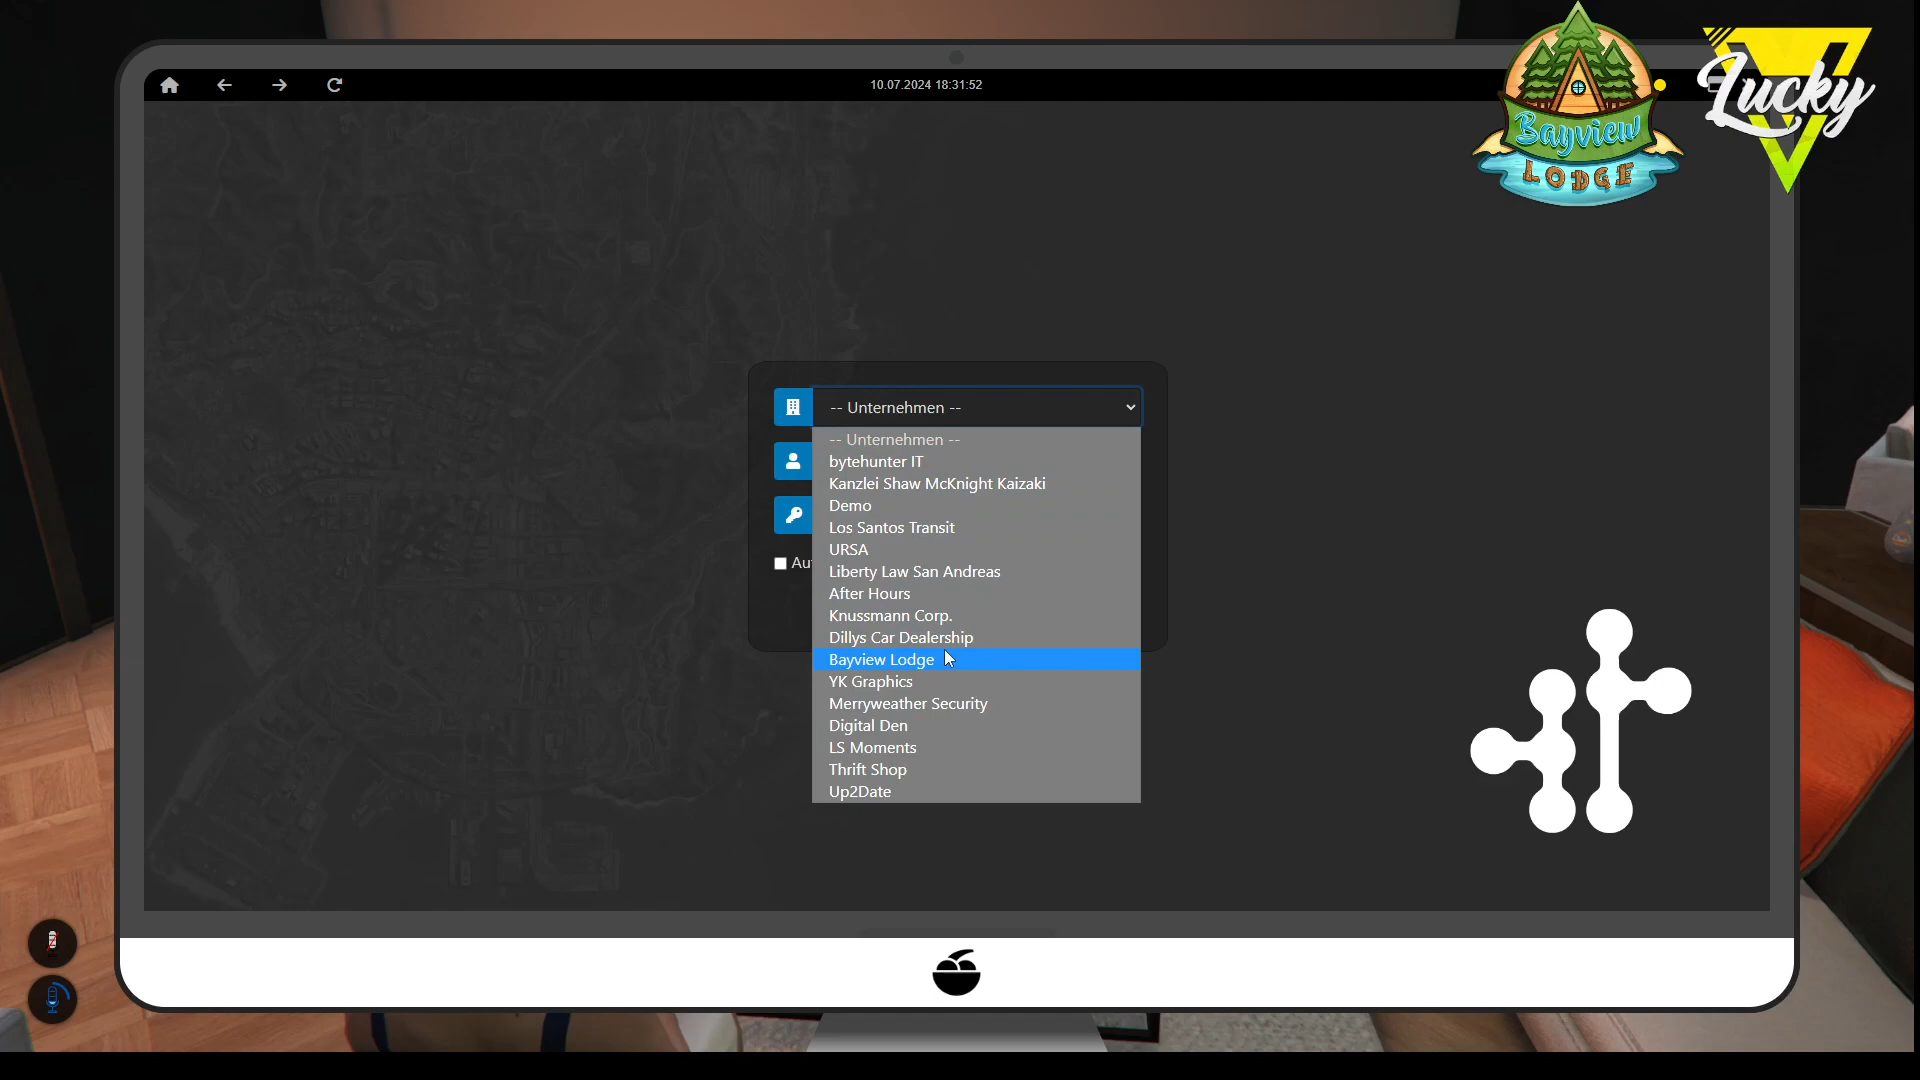 10.07.2024 18:31:52
Bayview
LODGE
Lucky
-- Unternehmen --
-- Unternehmen --
bytehunter IT
Kanzlei Shaw McKnight Kaizaki
Demo
Los Santos Transit
URSA
Liberty Law San Andreas
Au
After Hours
Knussmann Corp.
Dillys Car Dealership
Bayview Lodge
YK Graphics
Merryweather Security
Digital Den
LS Moments
Thrift Shop
Up2Date